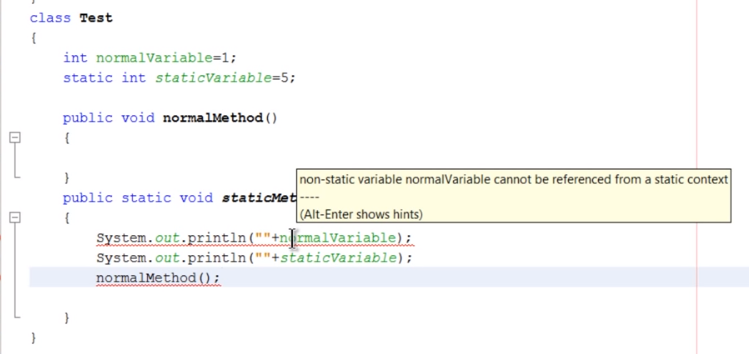 }
class Test
{
int normalVariable=1;
static int staticVariable=5;
public void normalMethod()
{
}
public static void staticMet
non-static variable normalVariable cannot be referenced from a static context
----
(Alt-Enter shows hints)
{
System.out.println(""+normalVariable);
System.out.println(""+staticVariable);
normalMethod();
}
}